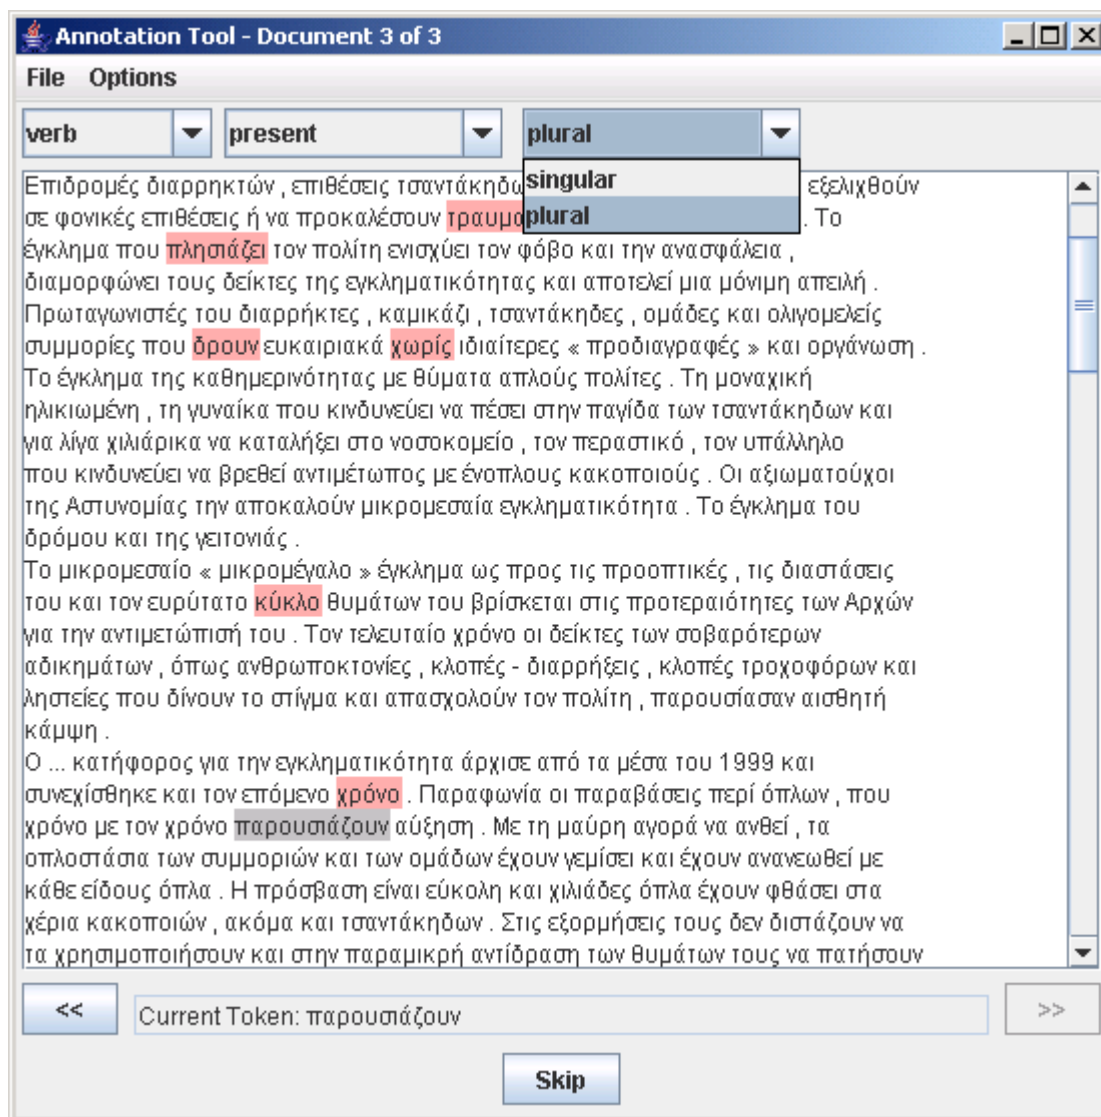 Annotation Tool - Document 3 of 3
File Options
verb present plural
singular
plural
Επιδρομές διαρρηκτών , επιθέσεις εξελιχθούν
σε φονικές επιθέσεις ή να προκαλέσουν . Το
έγκλημα που πλησιάζει τον πολίτη ενισχύει τον φόβο και την ανασφάλεια ,
διαμορφώνει τους δείκτες της εγκληματικότητας και αποτελεί μια μόνιμη απειλή .
Πρωταγωνιστές του διαρρήκτες , καμικάζι , τσαντάκηδες , ομάδες και ολιγομελείς
συμμορίες που δρουν ευκαιριακά χωρίς ιδιαίτερες « προδιαγραφές » και οργάνωση .
Το έγκλημα της καθημερινότητας με θύματα απλούς πολίτες . Τη μοναχική
ηλικιωμένη , τη γυναίκα που κινδυνεύει να πέσει στην παγίδα των τσαντάκηδων και
για λίγα χιλιάρικα να καταλήξει στο νοσοκομείο , τον περαστικό , τον υπάλληλο
που κινδυνεύει να βρεθεί αντιμέτωπος με ένοπλους κακοποιούς . Οι αξιωματούχοι
της Αστυνομίας την αποκαλούν μικρομεσαία εγκληματικότητα . Το έγκλημα του
δρόμου και της γειτονιάς .
Το μικρομεσαίο « μικρομέγαλο » έγκλημα ως προς τις προοπτικές , τις διαστάσεις
του και τον ευρύτατο κύκλο θυμάτων του βρίσκεται στις προτεραιότητες των Αρχών
για την αντιμετώπισή του . Τον τελευταίο χρόνο οι δείκτες των σοβαρότερων
αδικημάτων , όπως ανθρωποκτονίες , κλοπές - διαρρήξεις , κλοπές τροχοφόρων και
ληστείες που δίνουν το στίγμα και απασχολούν τον πολίτη , παρουσίασαν αισθητή
κάμψη .
Ο ... κατήφορος για την εγκληματικότητα άρχισε από τα μέσα του 1999 και
συνεχίσθηκε και τον επόμενο χρόνο . Παραφωνία οι παραβάσεις περί όπλων , που
χρόνο με τον χρόνο παρουσιάζουν αύξηση . Με τη μαύρη αγορά να ανθεί , τα
οπλοστάσια των συμμοριών και των ομάδων έχουν γεμίσει και έχουν ανανεωθεί με
κάθε είδους όπλα . Η πρόσβαση είναι εύκολη και χιλιάδες όπλα έχουν φθάσει στα
χέρια κακοποιών , ακόμα και τσαντάκηδων . Στις εξορμήσεις τους δεν διστάζουν να
τα χρησιμοποιήσουν και στην παραμικρή αντίδραση των θυμάτων τους να πατήσουν
<< Current Token: παρουσιάζουν >>
Skip